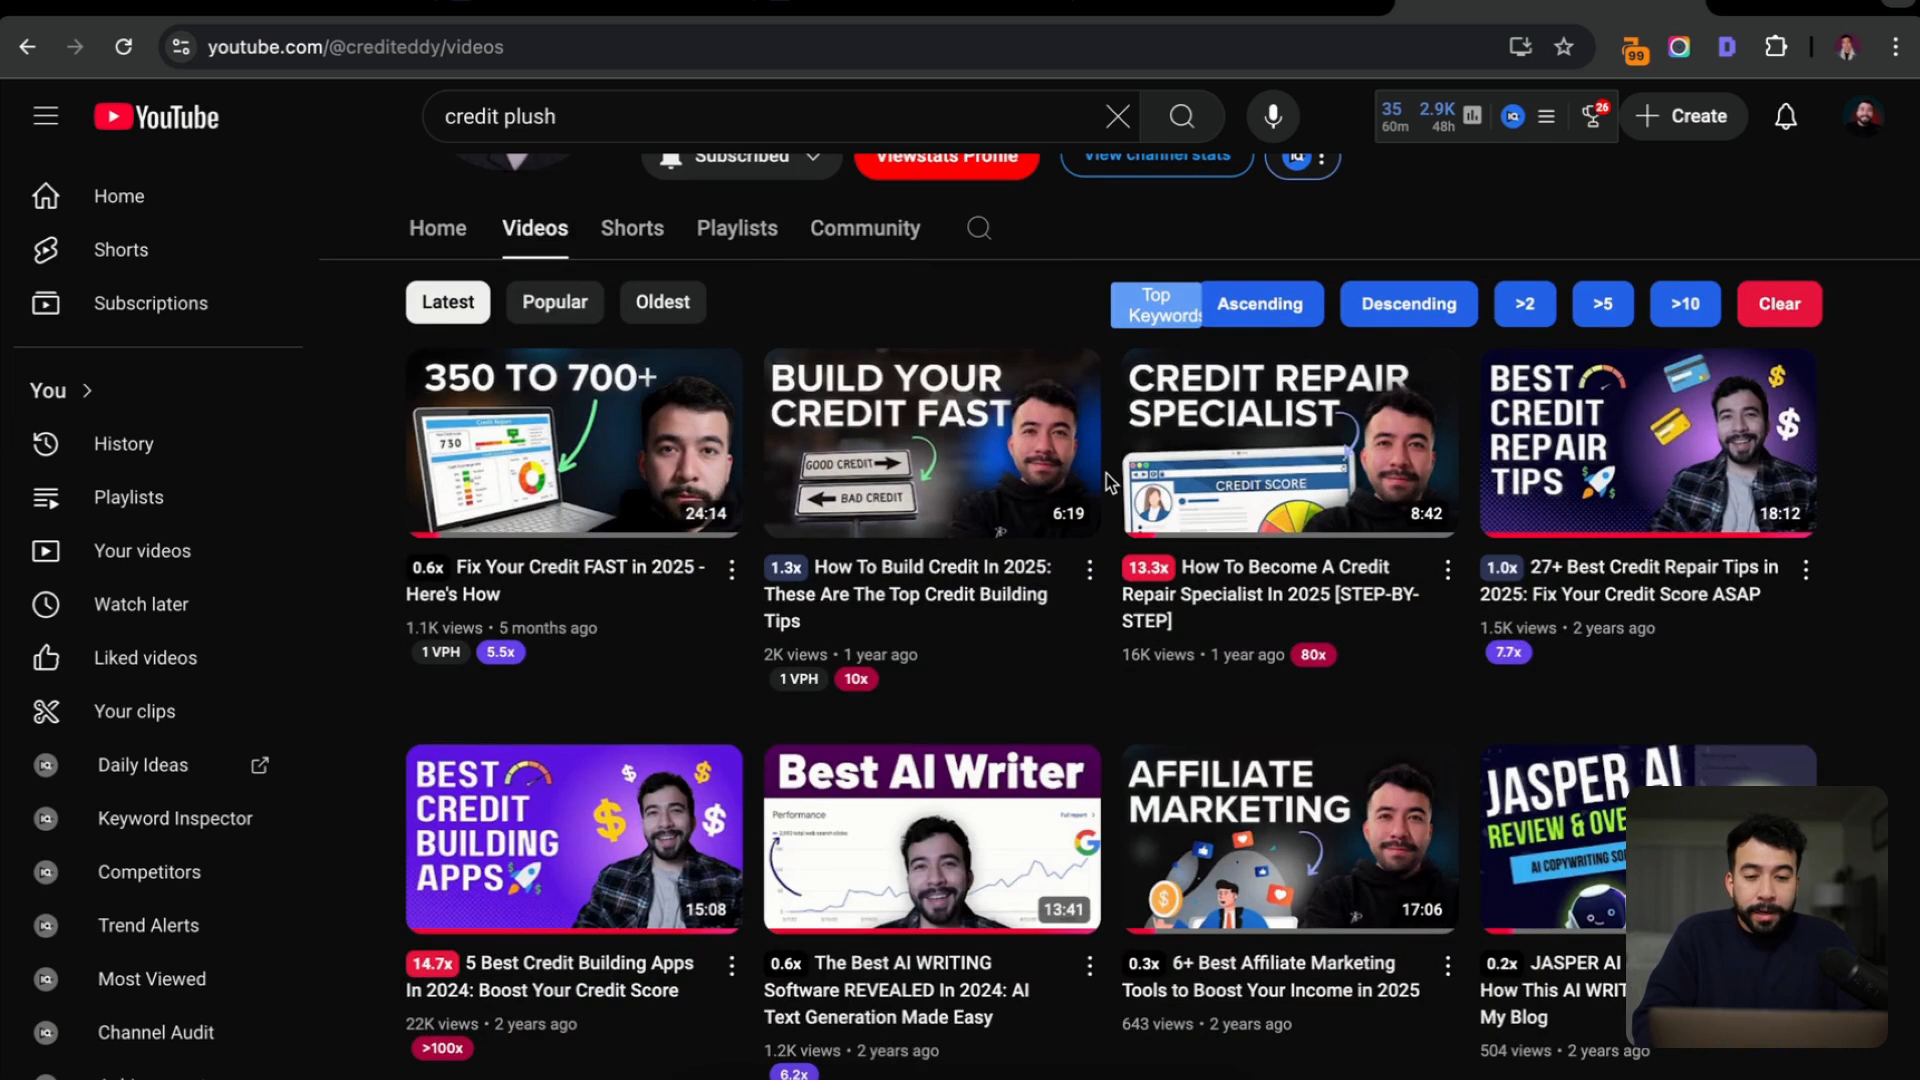 youtube.com/@crediteddy/videos
99
YouTube
credit plush
35 2.9K
60m 48h
26
Create
Subscribed
Viewstats Profile
View channel stats
Home
Shorts
Subscriptions
You
History
Playlists
Your videos
Watch later
Liked videos
Your clips
Daily Ideas
Keyword Inspector
Competitors
Trend Alerts
Most Viewed
Channel Audit
Home Videos Shorts Playlists Community
Latest Popular Oldest
Top
Keywords
Ascending Descending >2 >5 >10 Clear
350 TO 700+
Credit Report
730
24:14
0.6x Fix Your Credit FAST in 2025 -
Here's How
1.1K views • 5 months ago
1 VPH 5.5x
BUILD YOUR
CREDIT FAST
GOOD CREDIT
BAD CREDIT
6:19
1.3x How To Build Credit In 2025:
These Are The Top Credit Building
Tips
2K views • 1 year ago
1 VPH 10x
CREDIT REPAIR
SPECIALIST
CREDIT SCORE
8:42
13.3x How To Become A Credit
Repair Specialist In 2025 [STEP-BY-
STEP]
16K views • 1 year ago 80x
BEST
CREDIT
REPAIR
TIPS
18:12
1.0x 27+ Best Credit Repair Tips in
2025: Fix Your Credit Score ASAP
1.5K views • 2 years ago
7.7x
BEST
CREDIT
BUILDING
APPS
15:08
14.7x 5 Best Credit Building Apps
In 2024: Boost Your Credit Score
22K views • 2 years ago
>100x
Best AI Writer
Performance
Full report
13:41
0.6x The Best AI WRITING
Software REVEALED In 2024: AI
Text Generation Made Easy
1.2K views • 2 years ago
6.2x
AFFILIATE
MARKETING
17:06
0.3x 6+ Best Affiliate Marketing
Tools to Boost Your Income in 2025
643 views • 2 years ago
JASPER AI
REVIEW & OVE
AI COPYWRITING SO
0.2x JASPER AI
How This AI WRIT
My Blog
504 views • 2 years ago